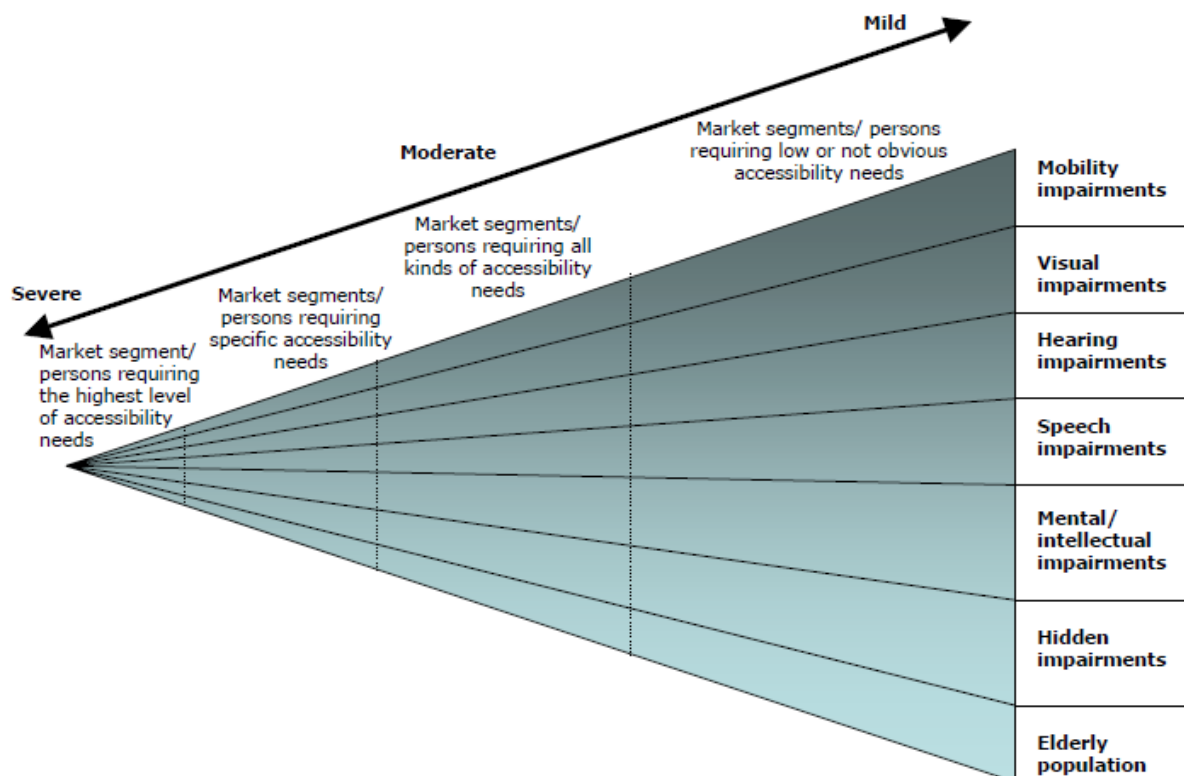 Mild
Market segments/ persons
requiring low or not obvious
accessibility needs
Moderate
Market segments/
persons requiring all
kinds of accessibility
needs
Severe
Market segments/
persons requiring
specific accessibility
needs
Market segment/
persons requiring
the highest level
of accessibility
needs
Mobility
impairments
Visual
impairments
Hearing
impairments
Speech
impairments
Mental/
intellectual
impairments
Hidden
impairments
Elderly
population